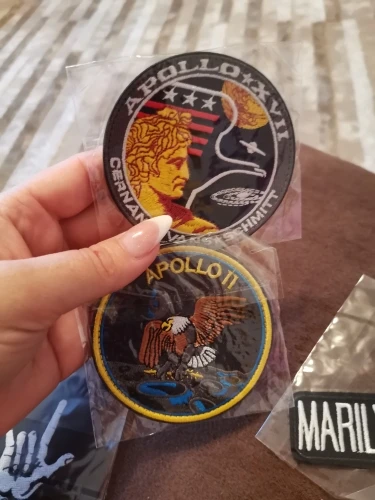 APOLLO★XVII
CERNAN
SCHMITT
APOLLO 11
MARIL